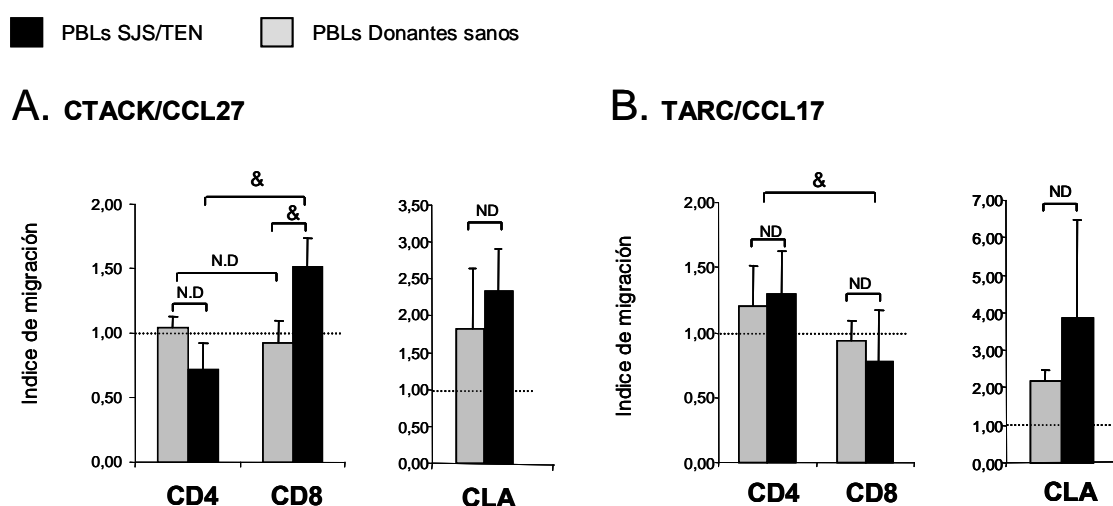 PBLs SJS/TEN
PBLs Donantes sanos
A. CTACK/CCL27
Indice de migración
2,00
1,50
1,00
0,50
0,00
&
&
N.D
N.D
CD4
CD8
3,50
3,00
2,50
2,00
1,50
1,00
0,50
0,00
ND
CLA
B. TARC/CCL17
Indice de migración
2,00
1,50
1,00
0,50
0,00
&
ND
ND
CD4
CD8
7,00
6,00
5,00
4,00
3,00
2,00
1,00
0,00
ND
CLA